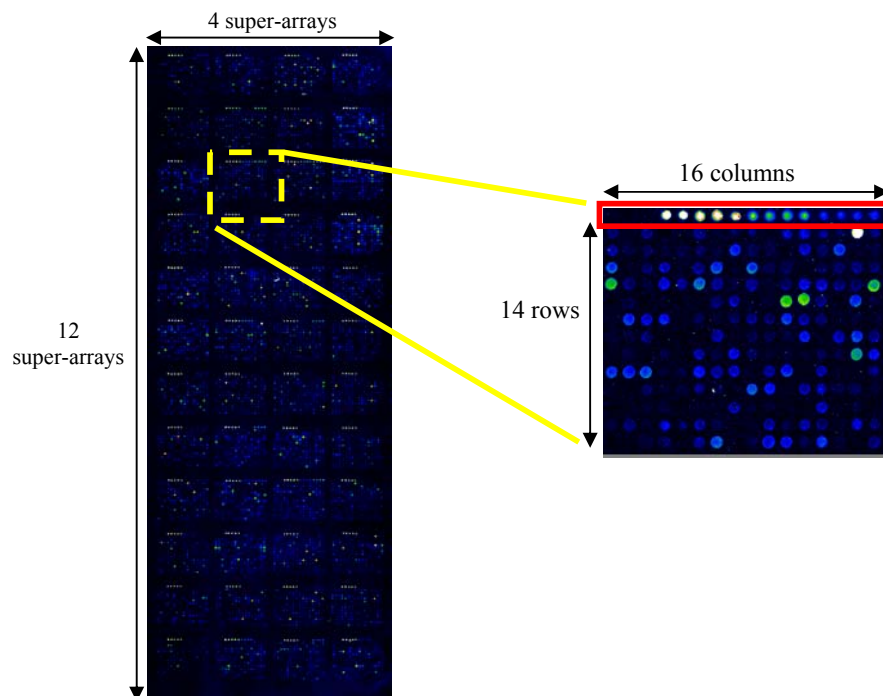 4 super-arrays
16 columns
14 rows
12
super-arrays